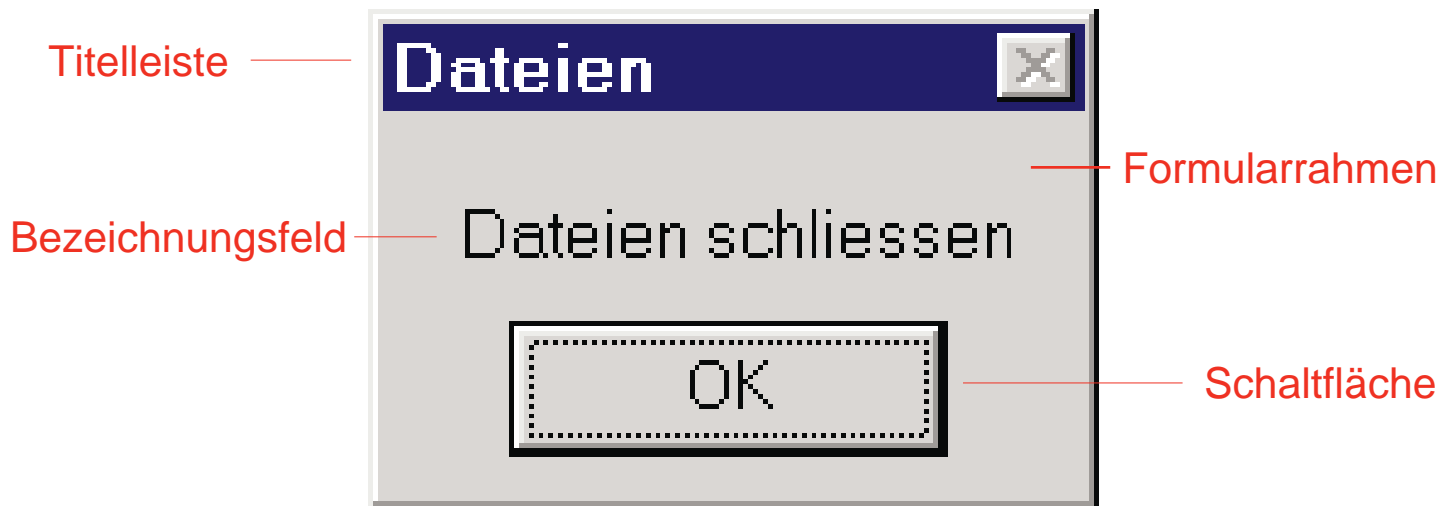 Titelleiste
Dateien
Formularrahmen
Bezeichnungsfeld
Dateien schliessen
OK
Schaltfläche